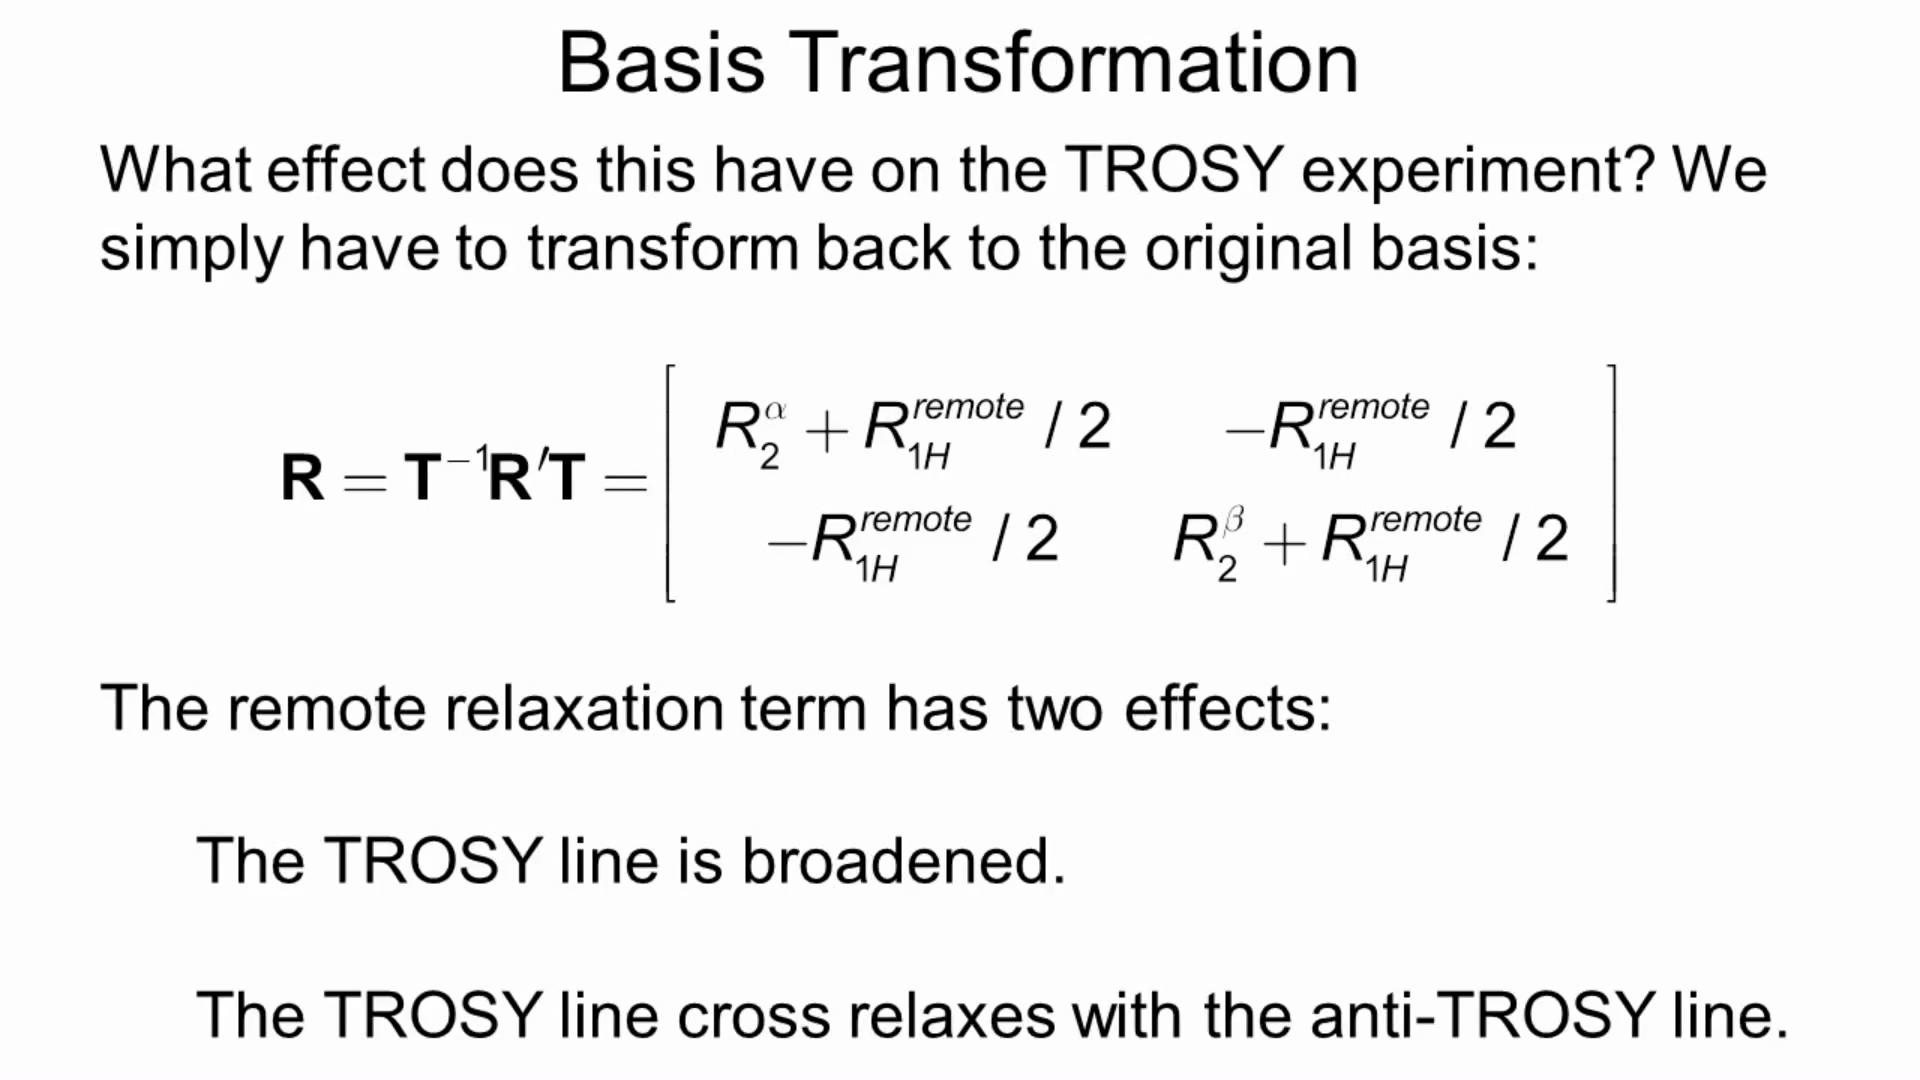 Basis Transformation
What effect does this have on the TROSY experiment? We
simply have to transform back to the original basis:
R = T⁻¹R′T = [ R₂^α + R_1H^remote / 2   −R_1H^remote / 2
−R_1H^remote / 2   R₂^β + R_1H^remote / 2 ]
The remote relaxation term has two effects:
The TROSY line is broadened.
The TROSY line cross relaxes with the anti-TROSY line.